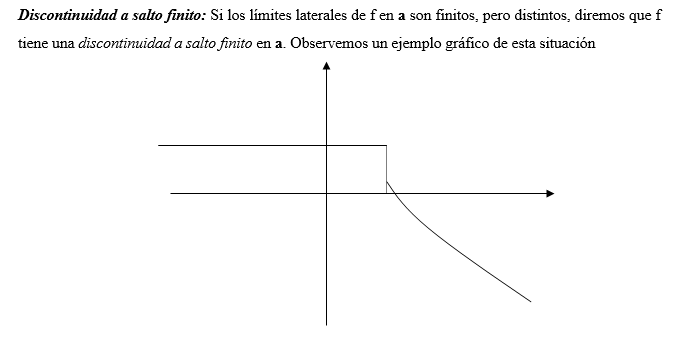 Discontinuidad a salto finito: Si los límites laterales de f en a son finitos, pero distintos, diremos que f
tiene una discontinuidad a salto finito en a. Observemos un ejemplo gráfico de esta situación